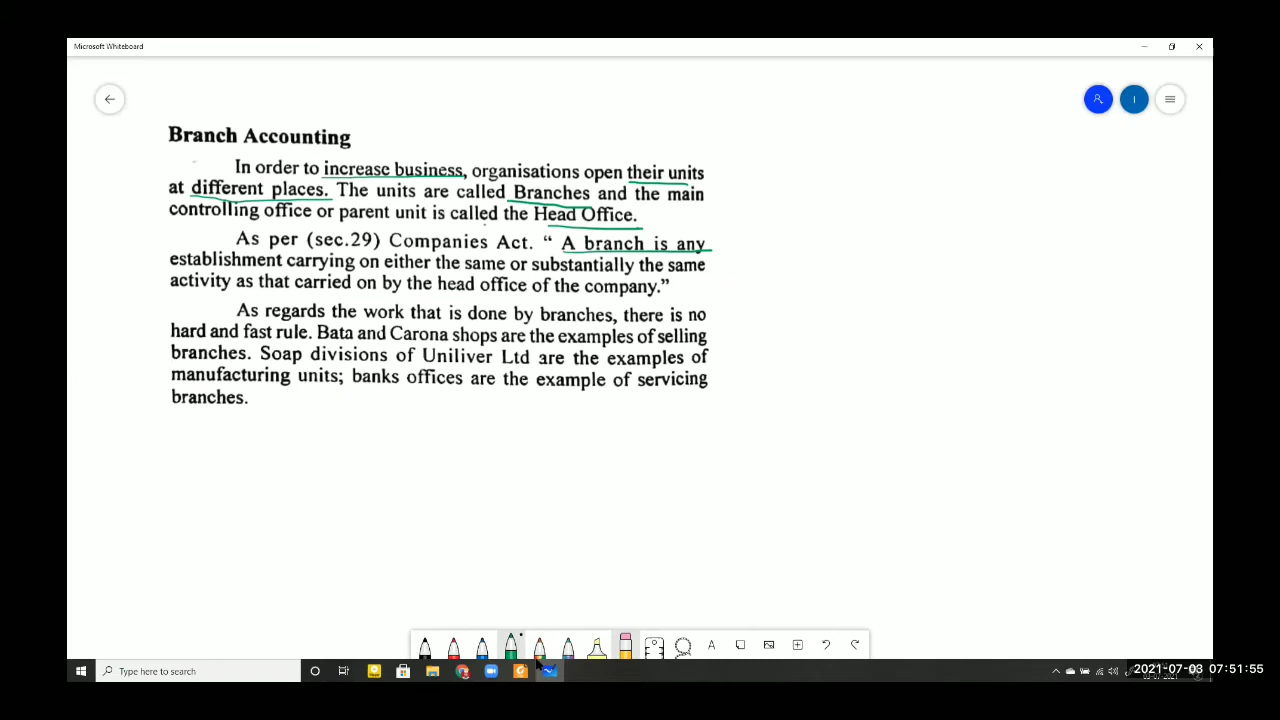 Microsoft Whiteboard
Branch Accounting
In order to increase business, organisations open their units
at different places. The units are called Branches and the main
controlling office or parent unit is called the Head Office.
As per (sec.29) Companies Act. “ A branch is any
establishment carrying on either the same or substantially the same
activity as that carried on by the head office of the company.”
As regards the work that is done by branches, there is no
hard and fast rule. Bata and Carona shops are the examples of selling
branches. Soap divisions of Uniliver Ltd are the examples of
manufacturing units; banks offices are the example of servicing
branches.
A
Type here to search
2021-07-03 07:51:55